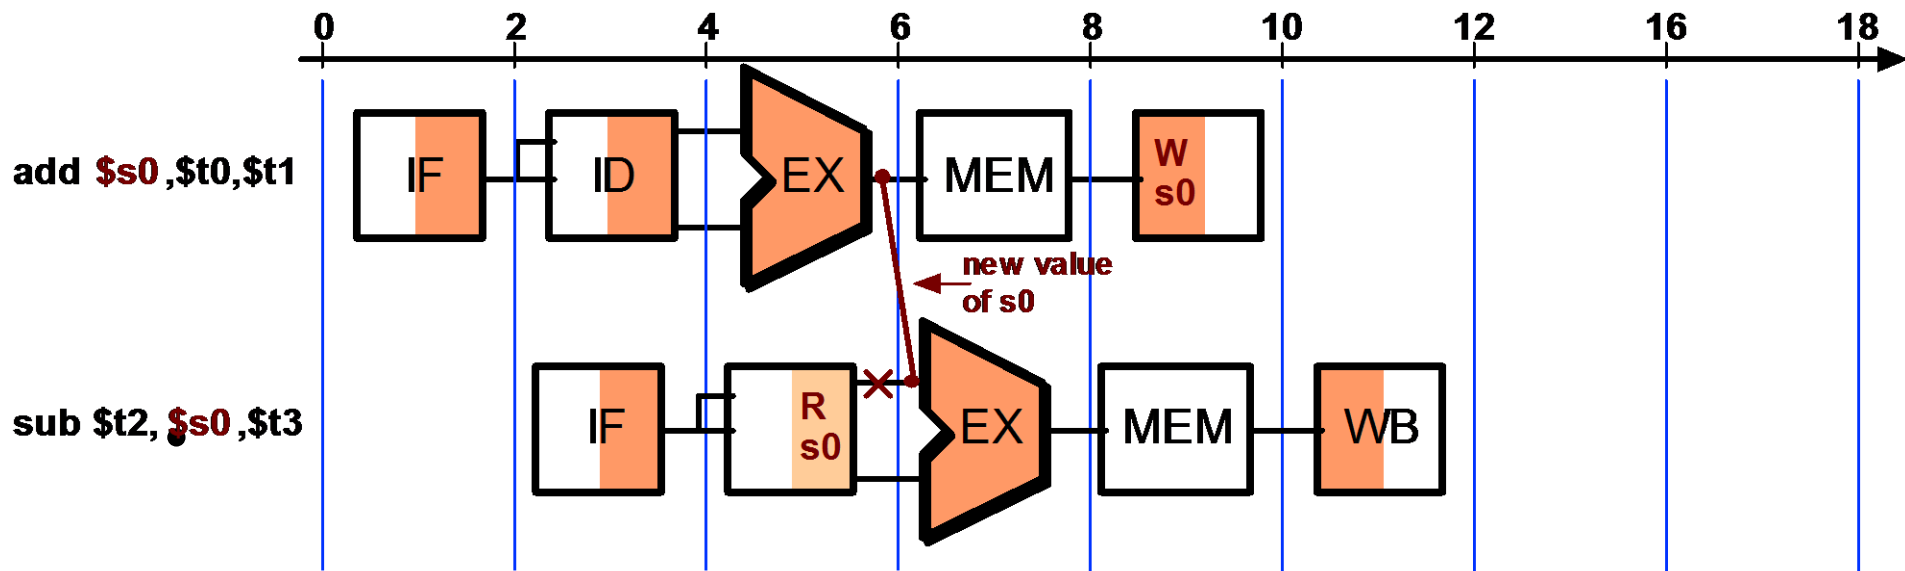 0 2 4 6 8 10 12 16 18
add $s0,$t0,$t1
IF ID EX MEM W s0
new value
of s0
sub $t2, $s0,$t3
IF R s0 EX MEM WB